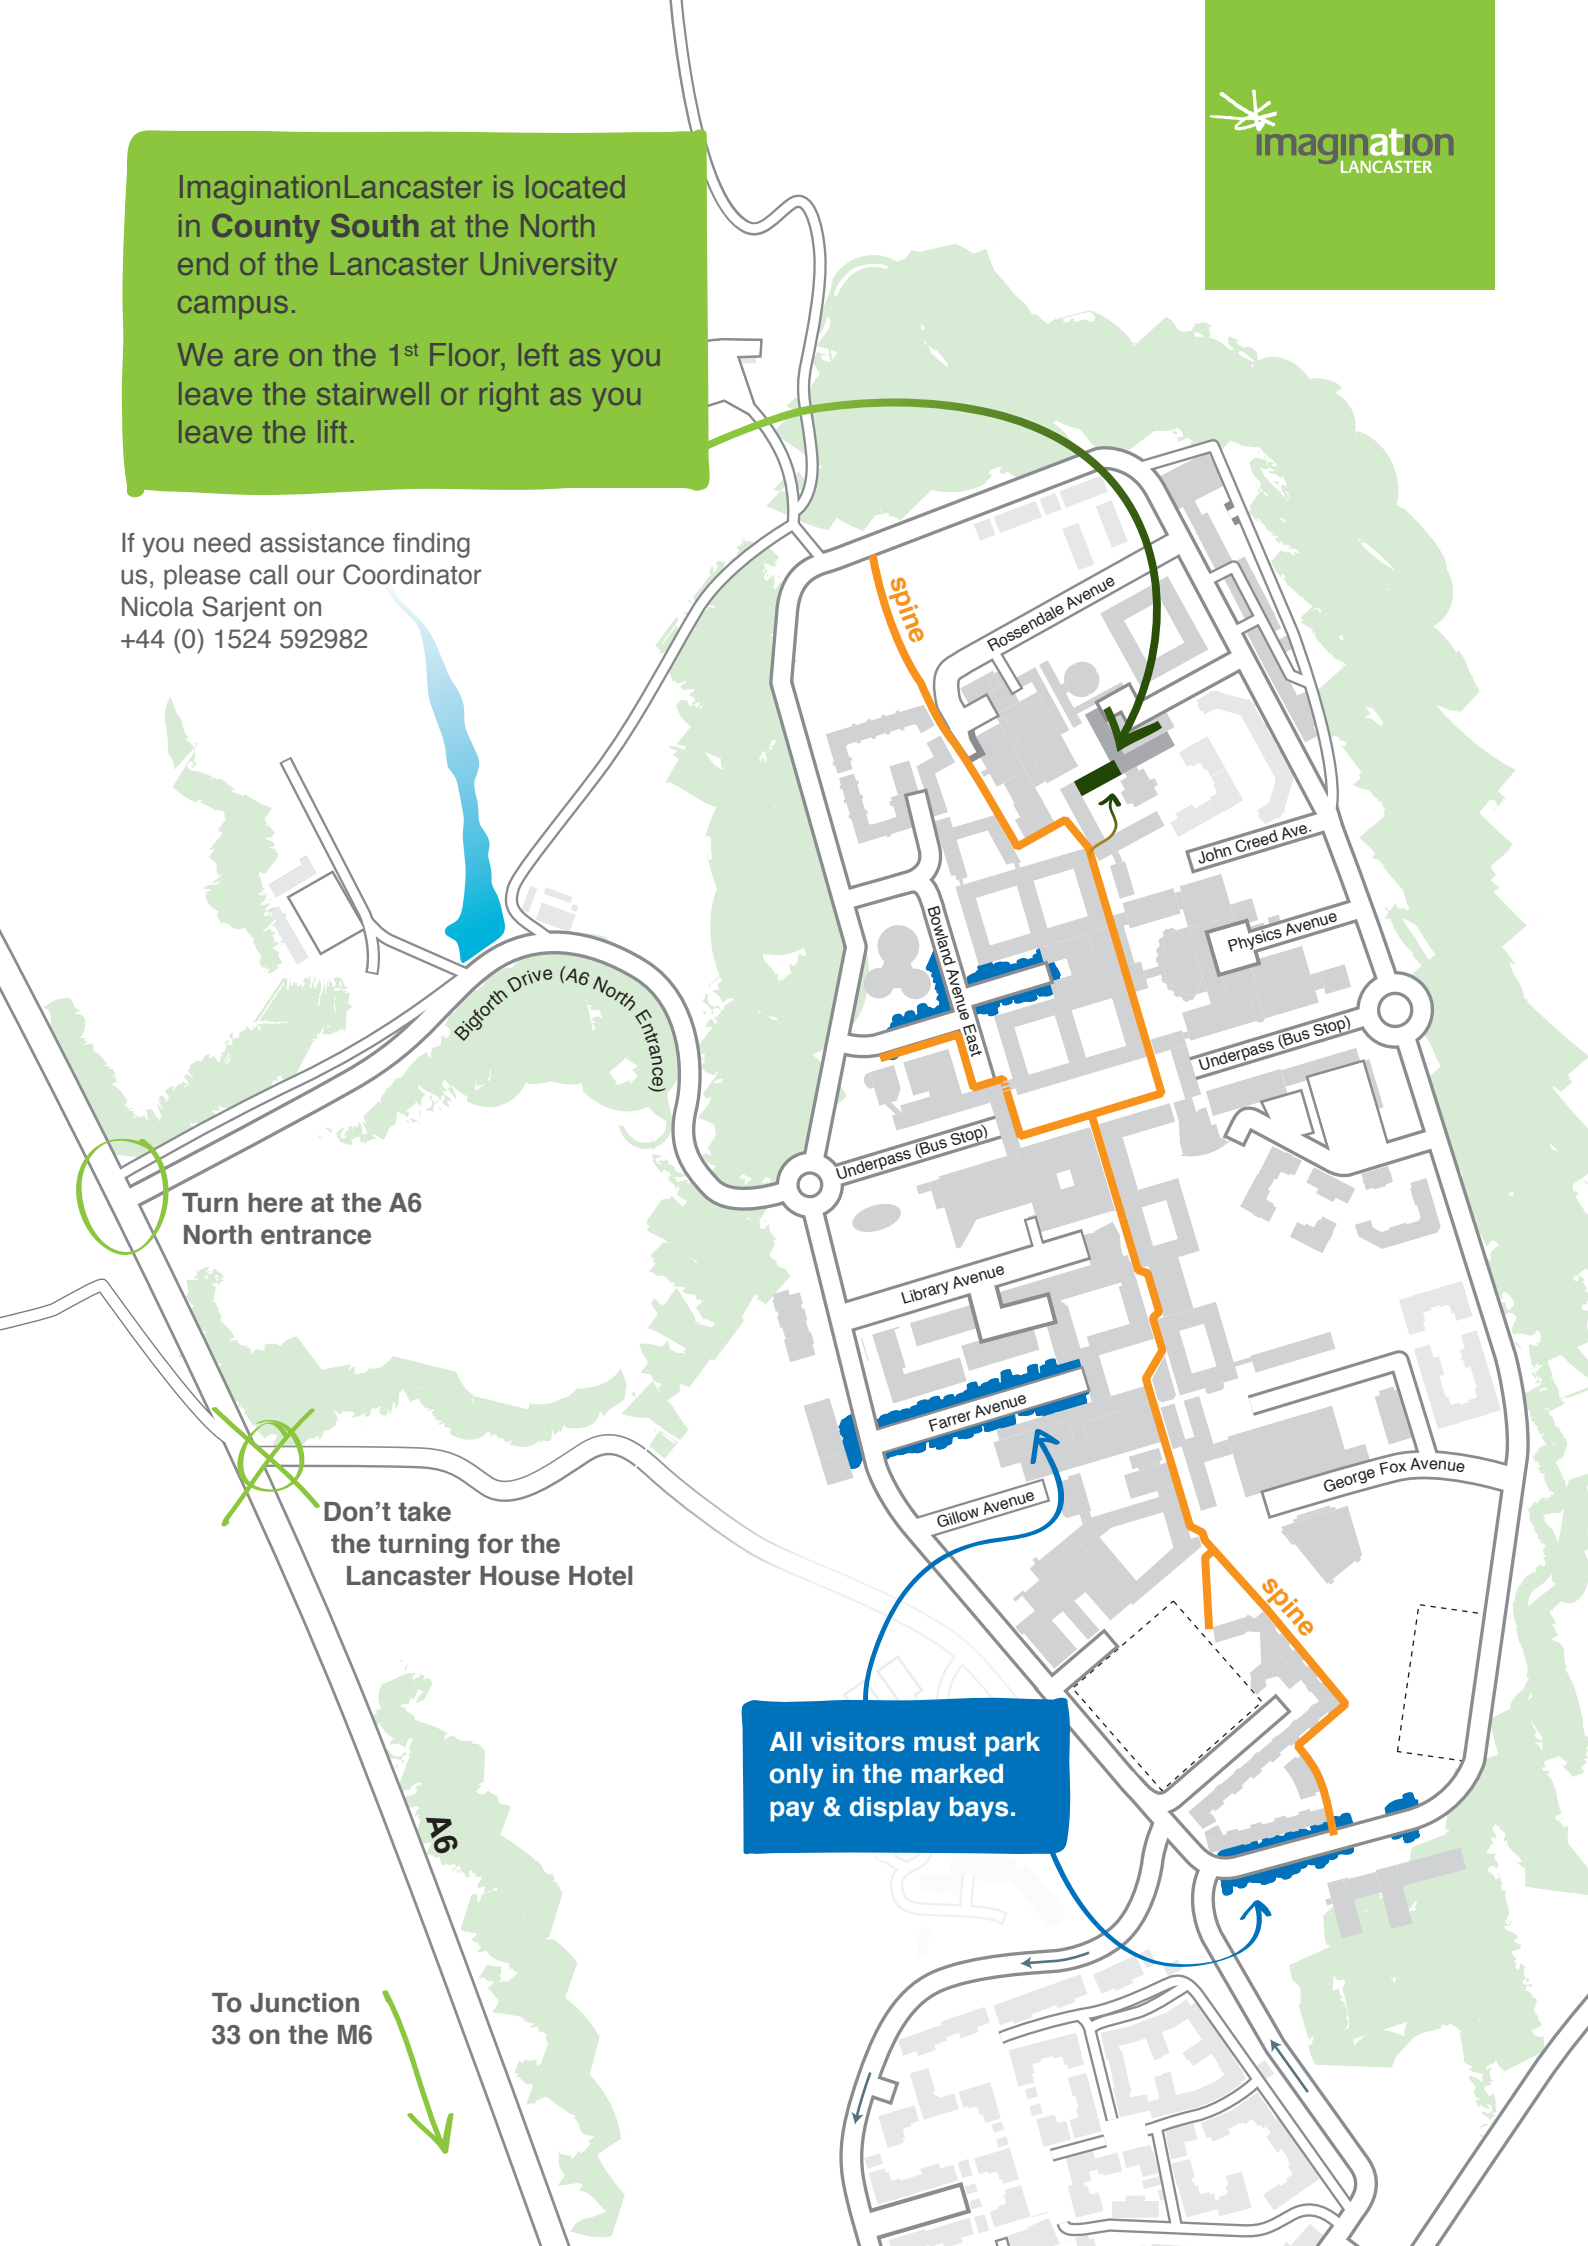 imagination
LANCASTER
ImaginationLancaster is located
in County South at the North
end of the Lancaster University
campus.
We are on the 1st Floor, left as you
leave the stairwell or right as you
leave the lift.
If you need assistance finding
us, please call our Coordinator
Nicola Sarjent on
+44 (0) 1524 592982
spine
Rossendale Avenue
John Creed Ave.
Physics Avenue
Bowland Avenue East
Bigforth Drive (A6 North Entrance)
Underpass (Bus Stop)
Underpass (Bus Stop)
Turn here at the A6
North entrance
Library Avenue
Farrer Avenue
George Fox Avenue
Gillow Avenue
Don't take
the turning for the
Lancaster House Hotel
spine
All visitors must park
only in the marked
pay & display bays.
A6
To Junction
33 on the M6